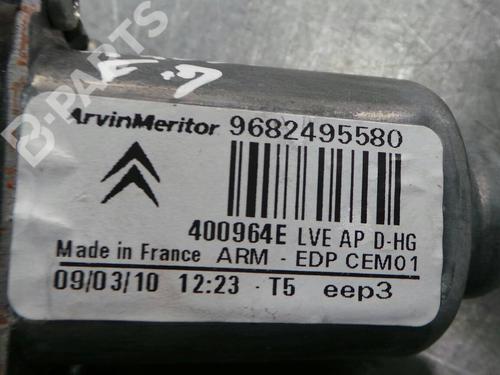 B-PARTS
ArvinMeritor 9682495580
400964E LVE AP D-HG
Made in France ARM - EDP CEM01
09/03/10 12:23 - T5 eep3